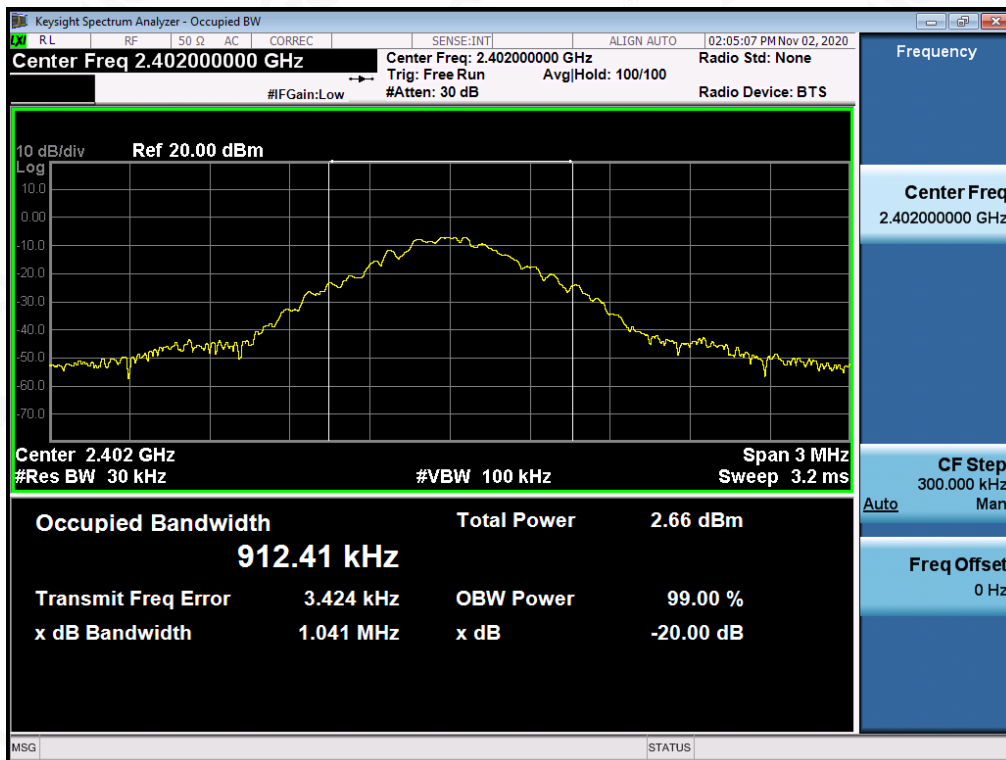 Keysight Spectrum Analyzer - Occupied BW
LXI RL RF 50 Ω AC CORREC SENSE:INT ALIGN AUTO 02:05:07 PM Nov 02, 2020
Center Freq 2.402000000 GHz
Center Freq: 2.402000000 GHz Radio Std: None
Trig: Free Run Avg|Hold: 100/100
#IFGain:Low #Atten: 30 dB Radio Device: BTS
Frequency
10 dB/div Ref 20.00 dBm
Log
10.0
0.00
-10.0
-20.0
-30.0
-40.0
-50.0
-60.0
-70.0
Center 2.402 GHz Span 3 MHz
#Res BW 30 kHz #VBW 100 kHz Sweep 3.2 ms
Occupied Bandwidth Total Power 2.66 dBm
912.41 kHz
Transmit Freq Error 3.424 kHz OBW Power 99.00 %
x dB Bandwidth 1.041 MHz x dB -20.00 dB
Center Freq
2.402000000 GHz
CF Step
300.000 kHz
Auto Man
Freq Offset
0 Hz
MSG STATUS